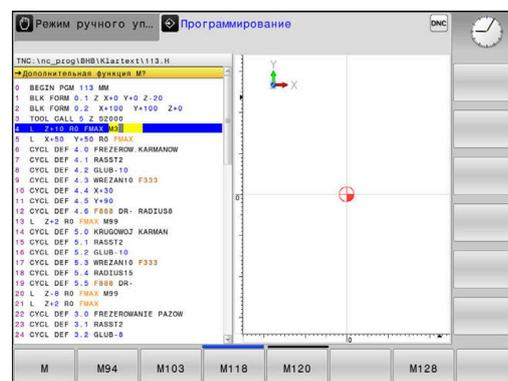 Режим ручного уп...
Программирование
DNC
TNC:\nc_prog\BHB\Klartext\113.H
→Дополнительная функция M?
0 BEGIN PGM 113 MM
1 BLK FORM 0.1 Z X+0 Y+0 Z-20
2 BLK FORM 0.2 X+100 Y+100 Z+0
3 TOOL CALL 5 Z S2000
4 L Z+10 R0 FMAX M3
5 L X+50 Y+50 R0 FMAX
6 CYCL DEF 4.0 FREZEROW.KARMANOW
7 CYCL DEF 4.1 RASST2
8 CYCL DEF 4.2 GLUB-10
9 CYCL DEF 4.3 WREZAN10 F333
10 CYCL DEF 4.4 X+30
11 CYCL DEF 4.5 Y+90
12 CYCL DEF 4.6 F888 DR- RADIUS8
13 L Z+2 R0 FMAX M99
14 CYCL DEF 5.0 KRUGOWOJ KARMAN
15 CYCL DEF 5.1 RASST2
16 CYCL DEF 5.2 GLUB-10
17 CYCL DEF 5.3 WREZAN10 F333
18 CYCL DEF 5.4 RADIUS15
19 CYCL DEF 5.5 F888 DR-
20 L Z-8 R0 FMAX M99
21 L Z+2 R0 FMAX
22 CYCL DEF 3.0 FREZEROWANIE PAZOW
23 CYCL DEF 3.1 RASST2
24 CYCL DEF 3.2 GLUB-8
Y
X
0
0
M M94 M103 M118 M120 M128